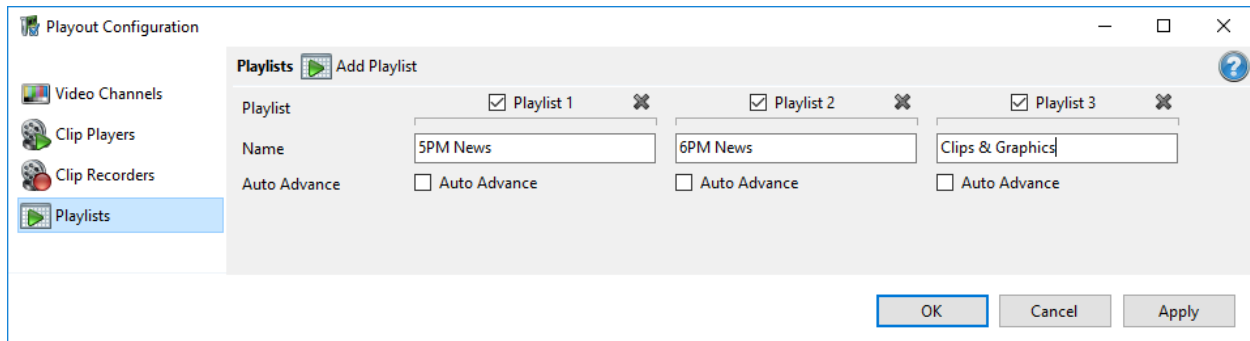 Playout Configuration
Playlists Add Playlist
Video Channels
Clip Players
Clip Recorders
Playlists
Playlist Playlist 1 Playlist 2 Playlist 3
Name 5PM News 6PM News Clips & Graphics
Auto Advance Auto Advance Auto Advance Auto Advance
OK Cancel Apply